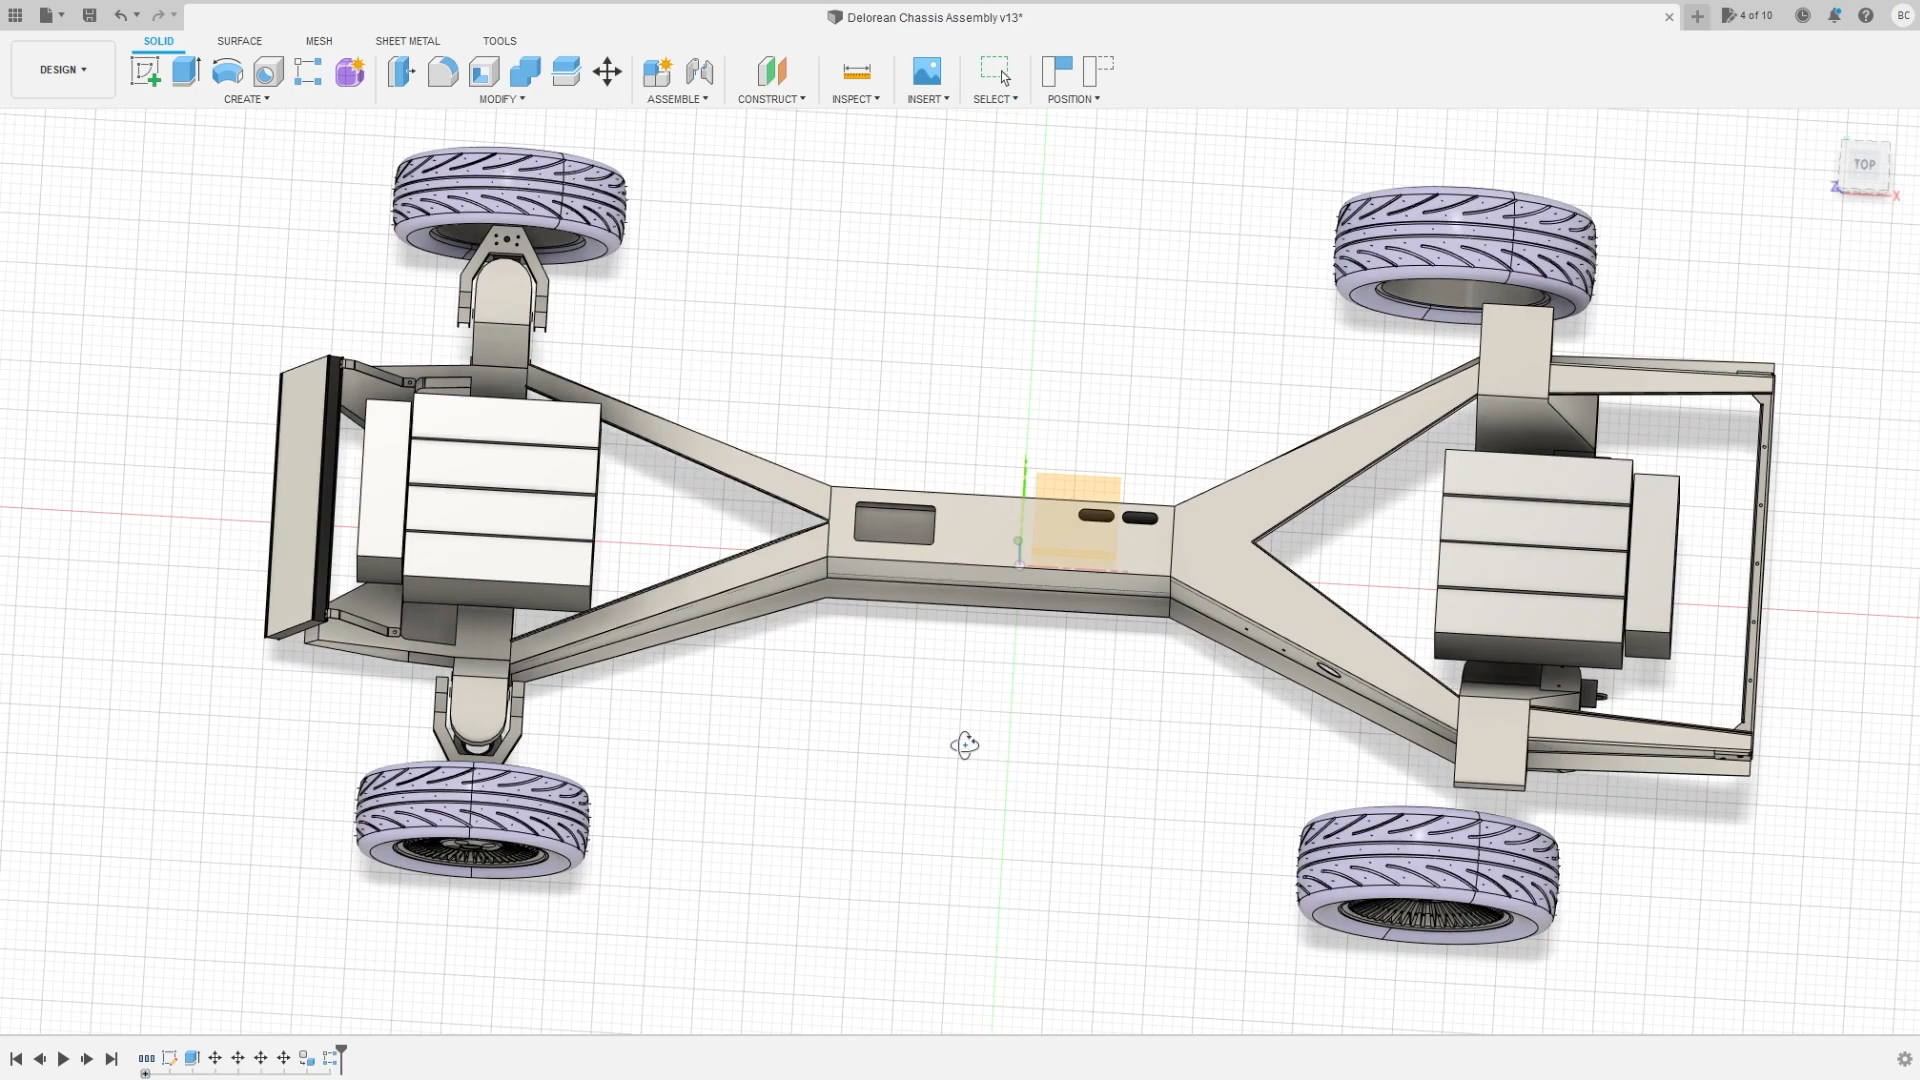 Delorean Chassis Assembly v13*
4 of 10
BC
DESIGN
SOLID
SURFACE
MESH
SHEET METAL
TOOLS
CREATE
MODIFY
ASSEMBLE
CONSTRUCT
INSPECT
INSERT
SELECT
POSITION
TOP
Z
X